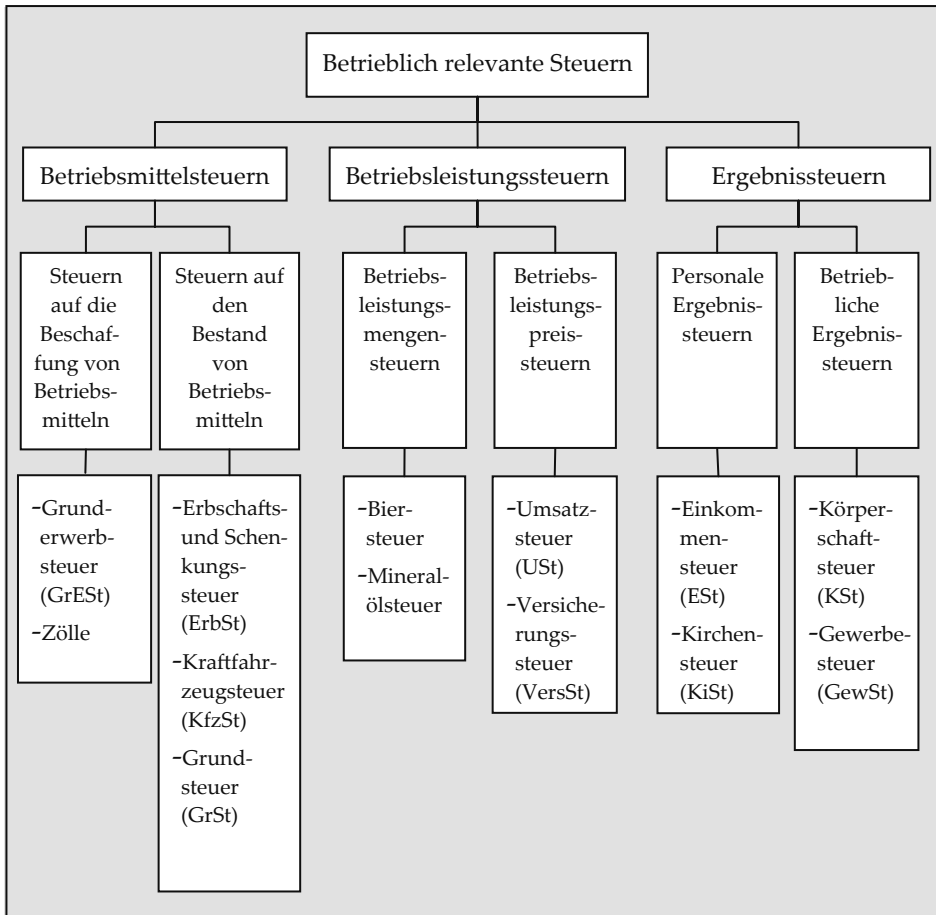 Betrieblich relevante Steuern
Betriebsmittelsteuern
Betriebsleistungssteuern
Ergebnissteuern
Steuern
auf die
Beschaf-
fung von
Betriebs-
mitteln
Steuern auf
den
Bestand
von
Betriebs-
mitteln
Betriebs-
leistungs-
mengen-
steuern
Betriebs-
leistungs-
preis-
steuern
Personale
Ergebnis-
steuern
Betrieb-
liche
Ergebnis-
steuern
-Grund-
erwerb-
steuer
(GrESt)
-Zölle
-Erbschafts-
und Schen-
kungs-
steuer
(ErbSt)
-Kraftfahr-
zeugsteuer
(KfzSt)
-Grund-
steuer
(GrSt)
-Bier-
steuer
-Mineral-
ölsteuer
-Umsatz-
steuer
(USt)
-Versiche-
rungs-
steuer
(VersSt)
-Einkom-
men-
steuer
(ESt)
-Kirchen-
steuer
(KiSt)
-Körper-
schaft-
steuer
(KSt)
-Gewerbe-
steuer
(GewSt)